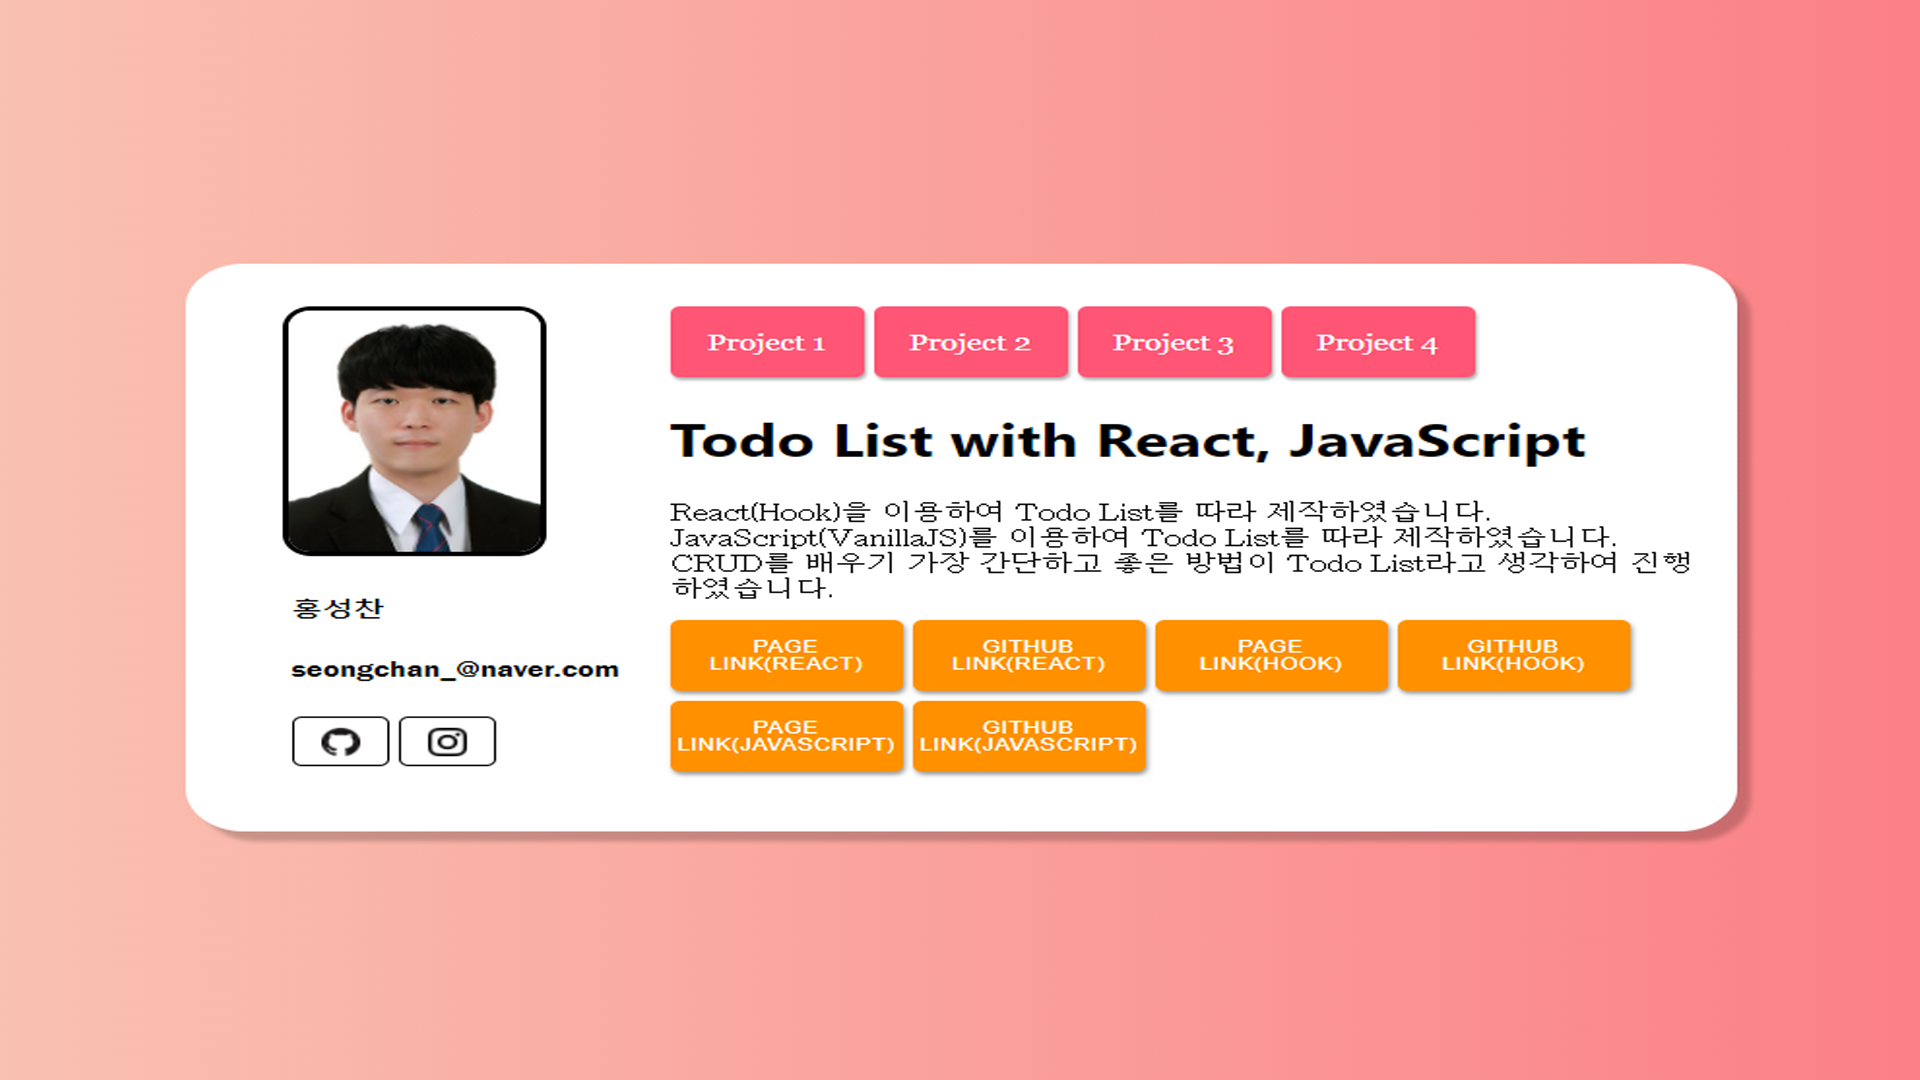 Project 1
Project 2
Project 3
Project 4
Todo List with React, JavaScript
React(Hook)을 이용하여 Todo List를 따라 제작하였습니다.
JavaScript(VanillaJS)를 이용하여 Todo List를 따라 제작하였습니다.
CRUD를 배우기 가장 간단하고 좋은 방법이 Todo List라고 생각하여 진행
하였습니다.
PAGE
LINK(REACT)
GITHUB
LINK(REACT)
PAGE
LINK(HOOK)
GITHUB
LINK(HOOK)
PAGE
LINK(JAVASCRIPT)
GITHUB
LINK(JAVASCRIPT)
홍성찬
seongchan_@naver.com